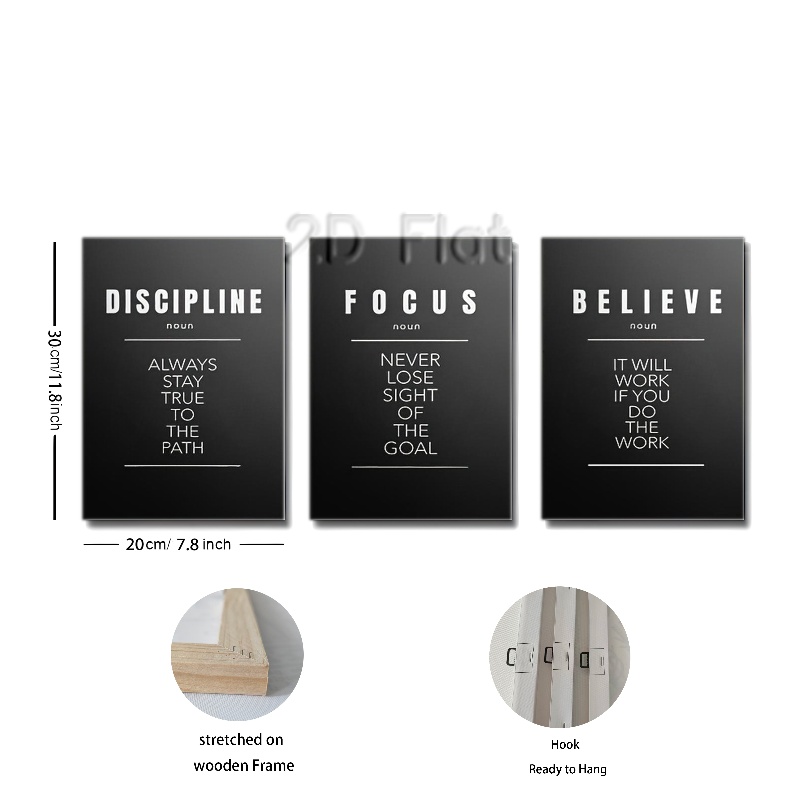 2D Flat
DISCIPLINE
noun
ALWAYS
STAY
TRUE
TO
THE
PATH
FOCUS
noun
NEVER
LOSE
SIGHT
OF
THE
GOAL
BELIEVE
noun
IT WILL
WORK
IF YOU
DO
THE
WORK
30cm/11.8inch
20cm/ 7.8 inch
stretched on
wooden Frame
Hook
Ready to Hang